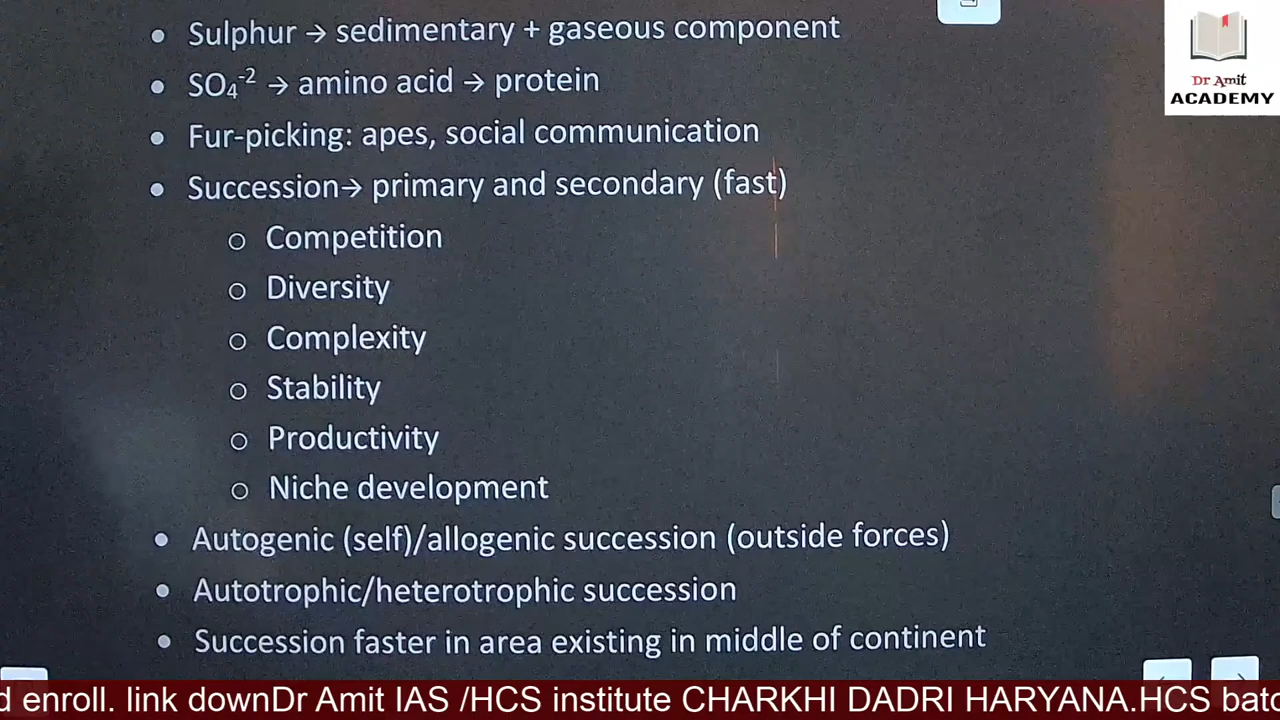 • Sulphur → sedimentary + gaseous component
• SO₄⁻² → amino acid → protein
• Fur-picking: apes, social communication
• Succession→ primary and secondary (fast)
○ Competition
○ Diversity
○ Complexity
○ Stability
○ Productivity
○ Niche development
• Autogenic (self)/allogenic succession (outside forces)
• Autotrophic/heterotrophic succession
• Succession faster in area existing in middle of continent
Dr Amit
ACADEMY
enroll. link downDr Amit IAS /HCS institute CHARKHI DADRI HARYANA.HCS